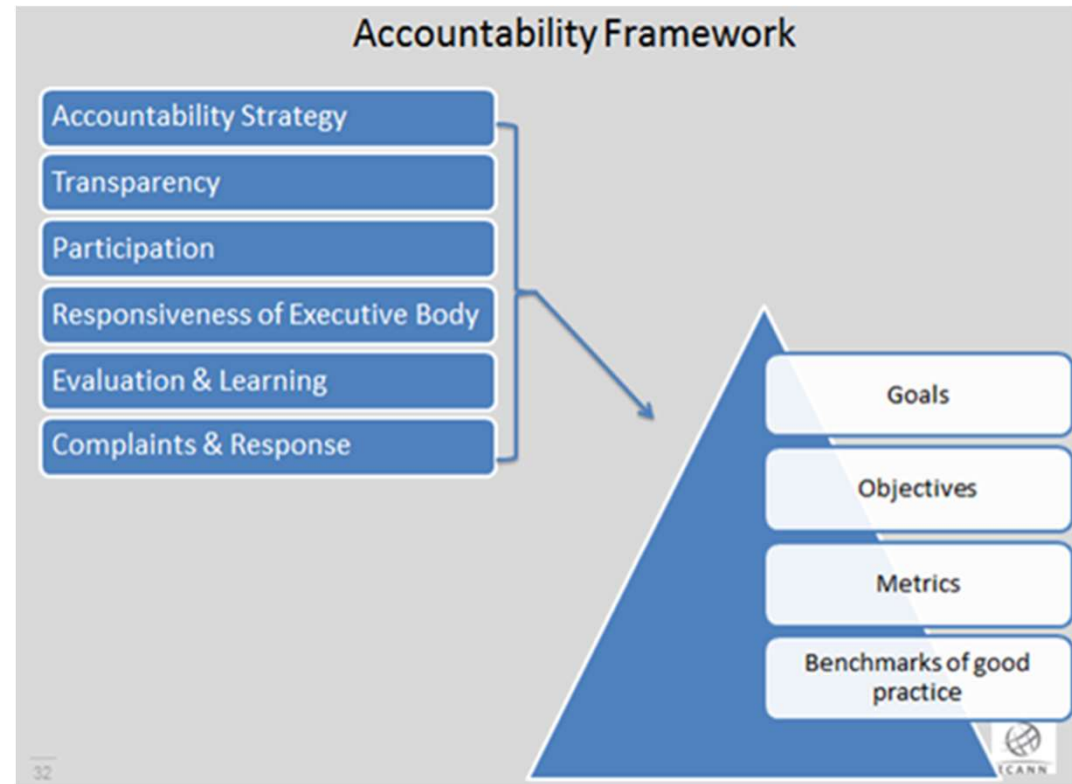 Accountability Framework
Accountability Strategy
Transparency
Participation
Responsiveness of Executive Body
Evaluation & Learning
Complaints & Response
Goals
Objectives
Metrics
Benchmarks of good
practice
ICANN
32